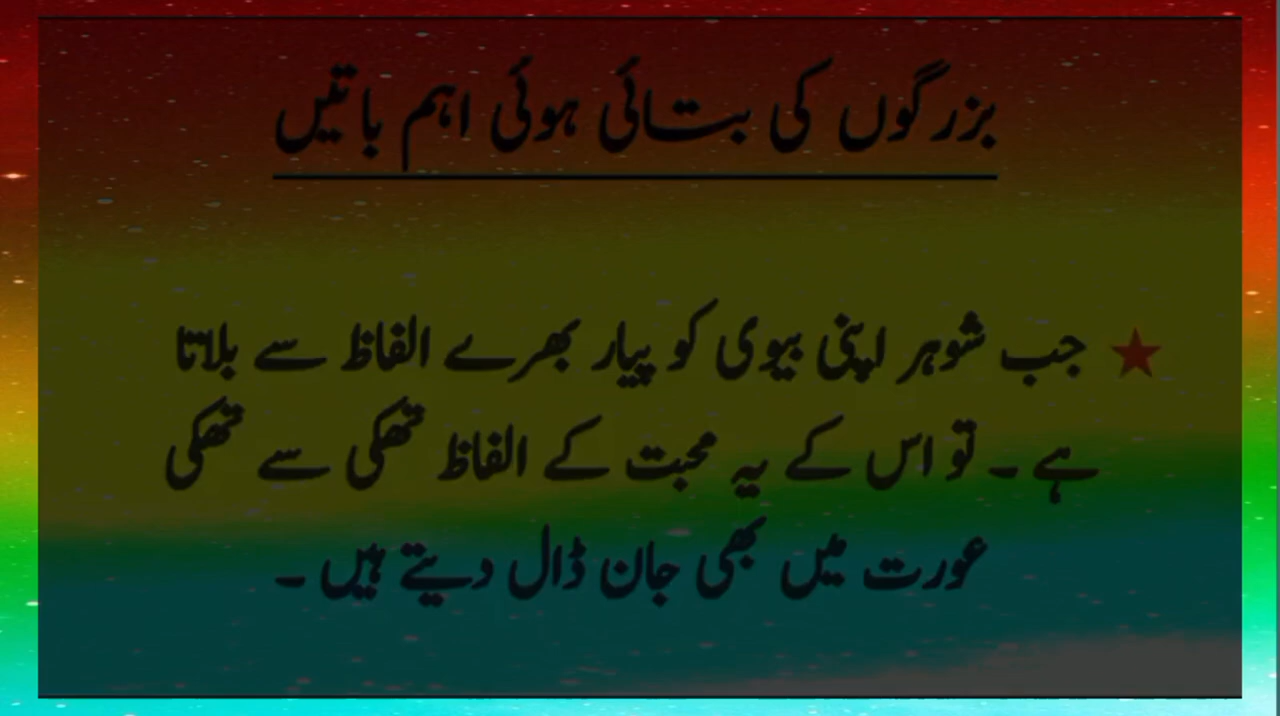 بزرگوں کی بتائی ہوئی اہم باتیں
جب شوہر اپنی بیوی کو پیار بھرے الفاظ سے بلاتا
ہے ۔ تو اس کے یہ محبت کے الفاظ تھکی سے تھکی
عورت میں بھی جان ڈال دیتے ہیں ۔